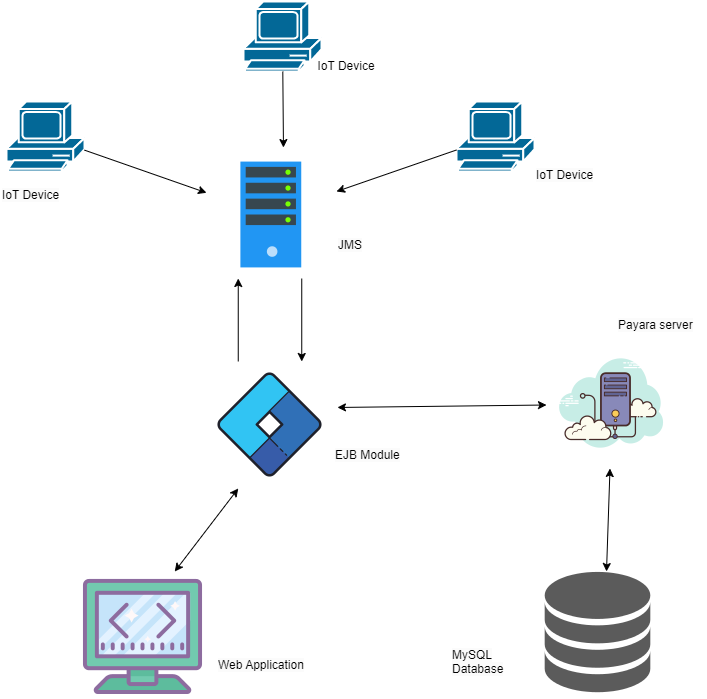 IoT Device
IoT Device
IoT Device
JMS
Payara server
EJB Module
Web Application
MySQL
Database